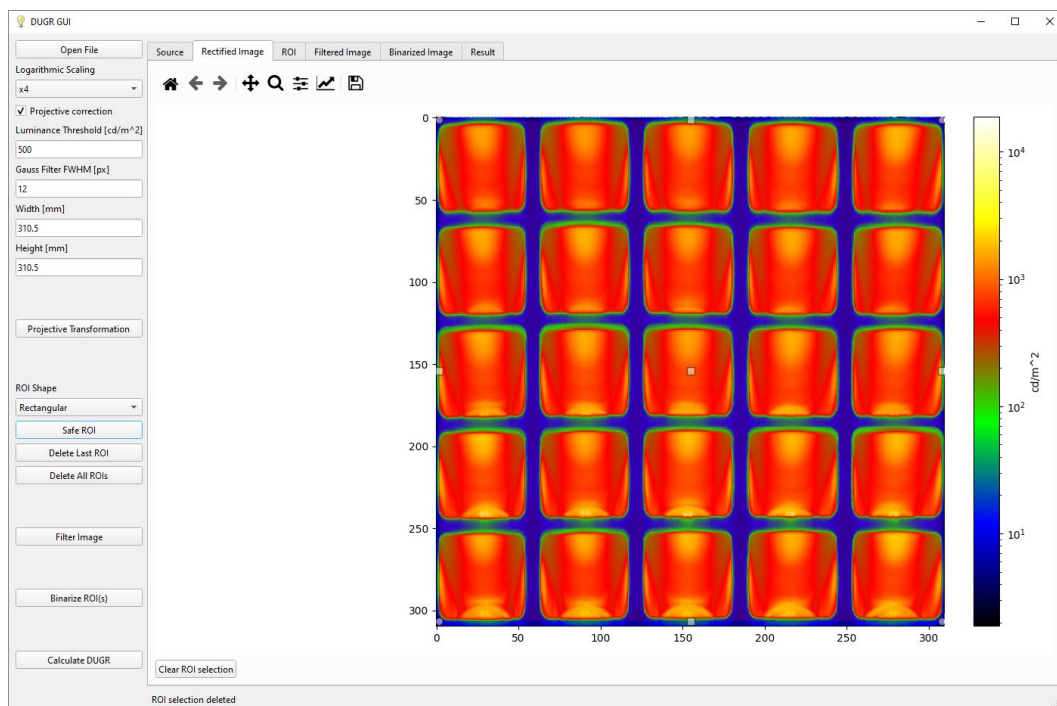 DUGR GUI
Open File
Logarithmic Scaling
x4
Projective correction
Luminance Threshold [cd/m^2]
500
Gauss Filter FWHM [px]
12
Width [mm]
310.5
Height [mm]
310.5
Projective Transformation
ROI Shape
Rectangular
Safe ROI
Delete Last ROI
Delete All ROIs
Filter Image
Binarize ROI(s)
Calculate DUGR
Source Rectified Image ROI Filtered Image Binarized Image Result
0
50
100
150
200
250
300
0 50 100 150 200 250 300
10^4
10^3
10^2
10^1
cd/m^2
Clear ROI selection
ROI selection deleted